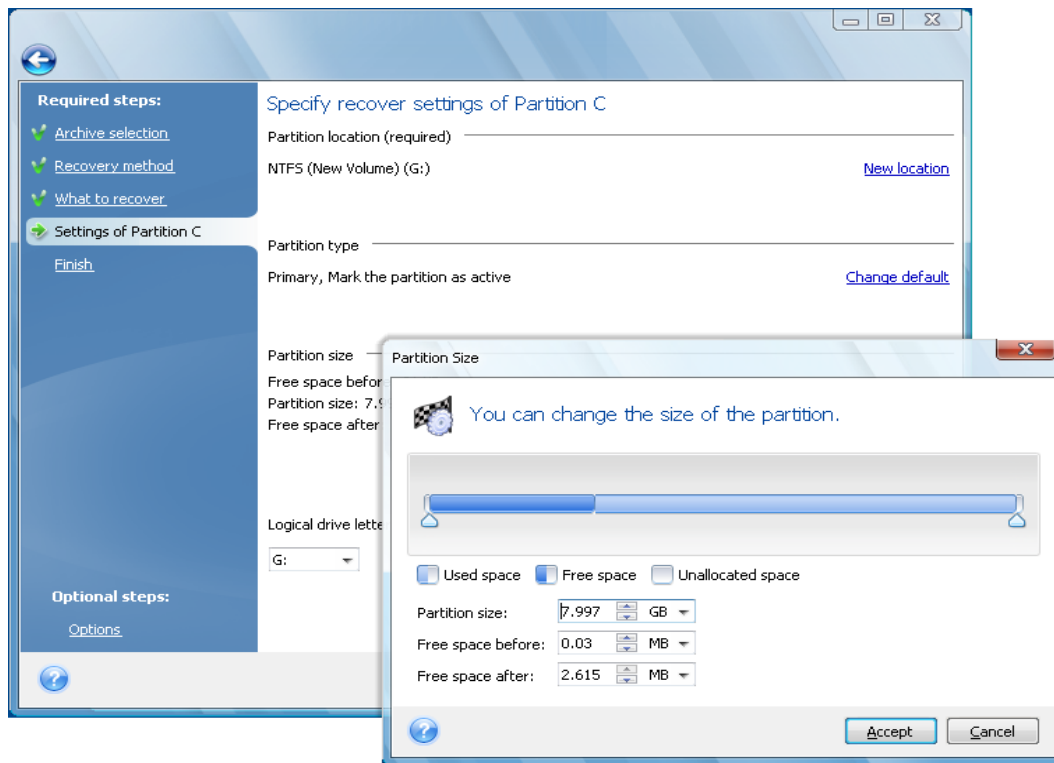 Required steps:
Archive selection
Recovery method
What to recover
Settings of Partition C
Finish
Optional steps:
Options
Specify recover settings of Partition C
Partition location (required)
NTFS (New Volume) (G:) New location
Partition type
Primary, Mark the partition as active Change default
Partition size
Free space befor
Partition size: 7.9
Free space after
Logical drive lette
G:
Partition Size
You can change the size of the partition.
Used space Free space Unallocated space
Partition size: 7.997 GB
Free space before: 0.03 MB
Free space after: 2.615 MB
Accept Cancel